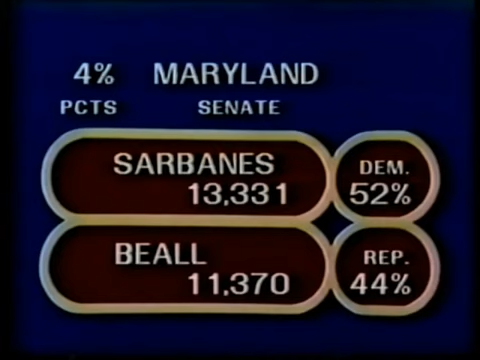 4% MARYLAND
PCTS SENATE
SARBANES DEM.
13,331 52%
BEALL REP.
11,370 44%